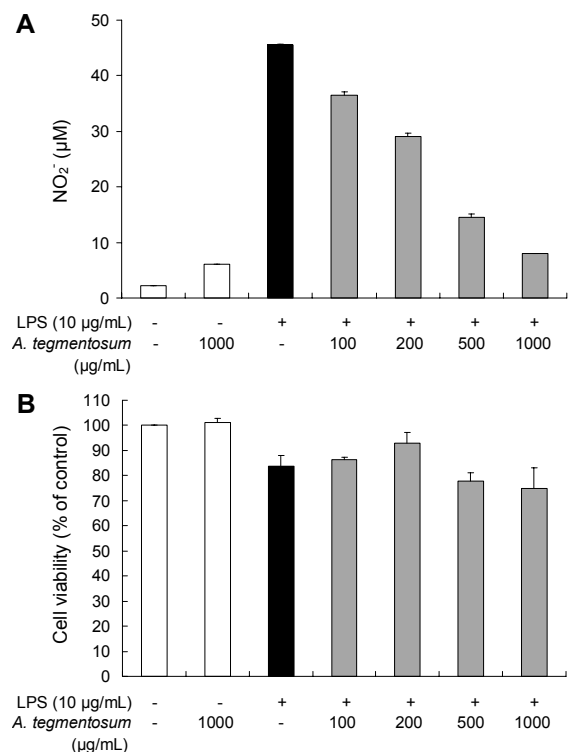 A
50
40
30
20
10
0
NO₂⁻ (µM)
LPS (10 µg/mL) - - + + + + +
A. tegmentosum - 1000 - 100 200 500 1000
(µg/mL)
B
110
100
90
80
70
60
50
40
30
20
10
0
Cell viability (% of control)
LPS (10 µg/mL) - - + + + + +
A. tegmentosum - 1000 - 100 200 500 1000
(µg/mL)